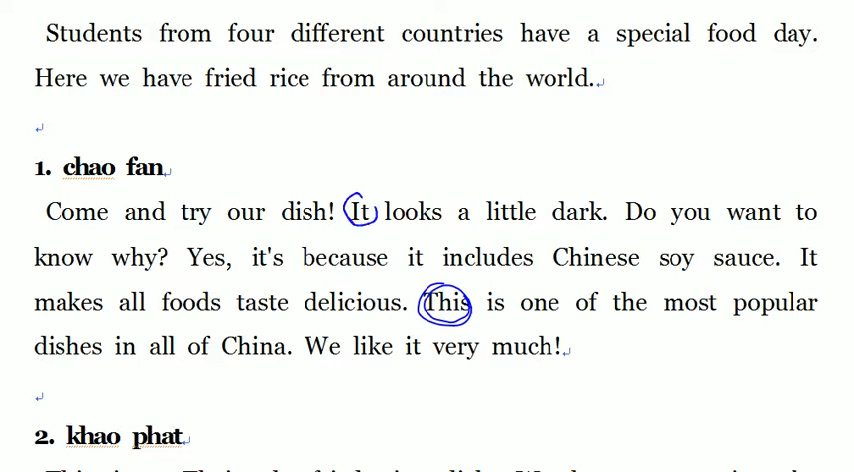 Students from four different countries have a special food day.
Here we have fried rice from around the world.
1. chao fan
Come and try our dish! It looks a little dark. Do you want to
know why? Yes, it's because it includes Chinese soy sauce. It
makes all foods taste delicious. This is one of the most popular
dishes in all of China. We like it very much!
2. khao phat